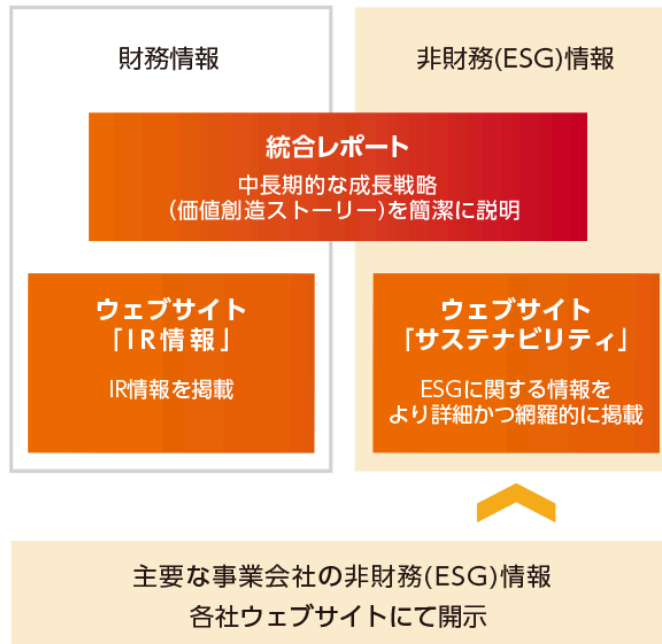 財務情報
非財務(ESG)情報
統合レポート
中長期的な成長戦略
(価値創造ストーリー)を簡潔に説明
ウェブサイト
「IR情報」
IR情報を掲載
ウェブサイト
「サステナビリティ」
ESGに関する情報を
より詳細かつ網羅的に掲載
主要な事業会社の非財務(ESG)情報
各社ウェブサイトにて開示